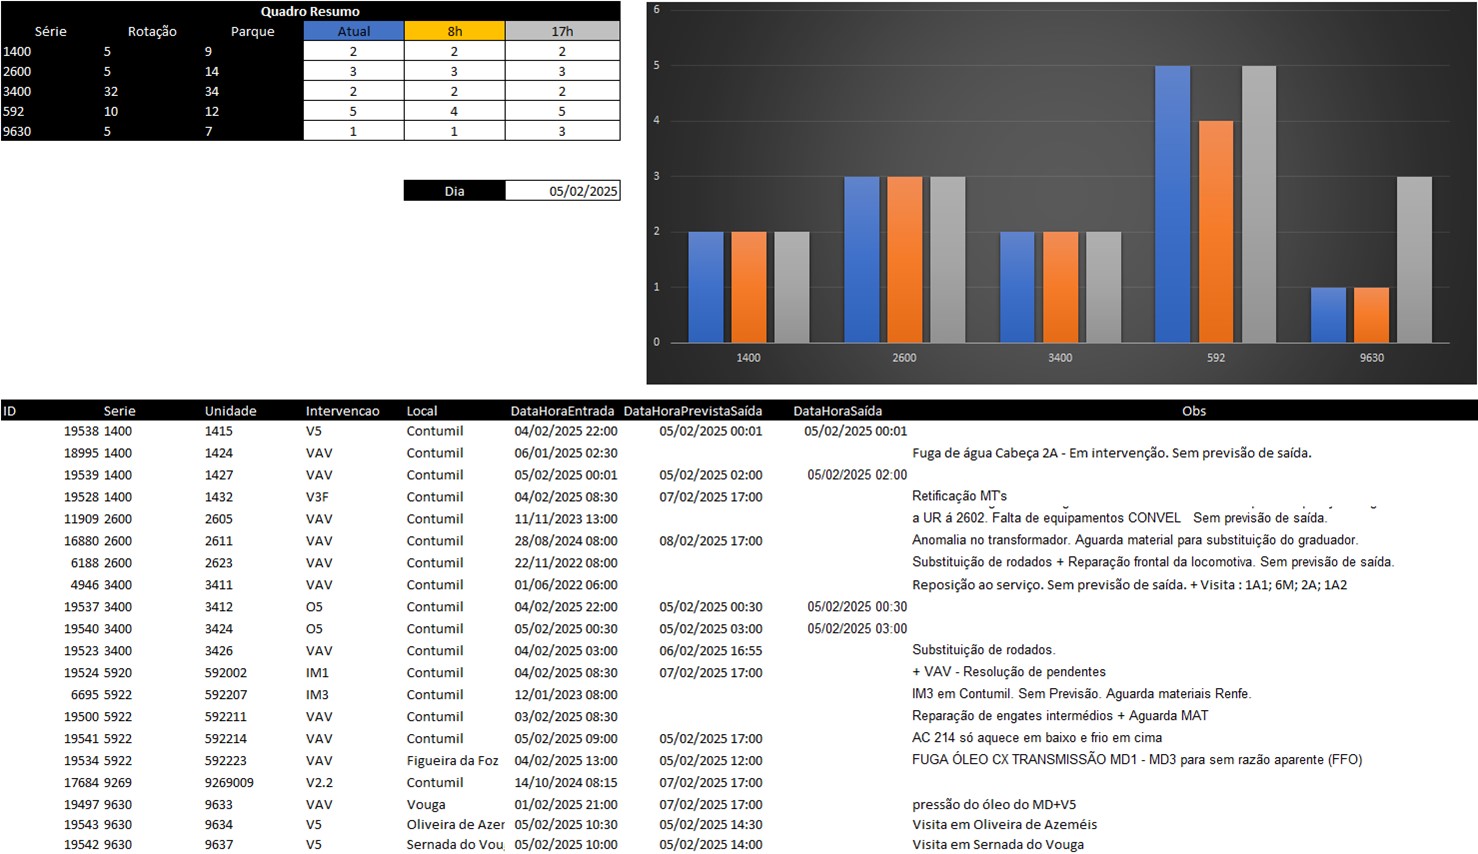 Quadro Resumo
Série Rotação Parque Atual 8h 17h
1400 5 9 2 2 2
2600 5 14 3 3 3
3400 32 34 2 2 2
592 10 12 5 4 5
9630 5 7 1 1 3
Dia 05/02/2025
6
5
4
3
2
1
0
1400 2600 3400 592 9630
ID Serie Unidade Intervencao Local DataHoraEntrada DataHoraPrevistaSaída DataHoraSaída Obs
19538 1400 1415 V5 Contumil 04/02/2025 22:00 05/02/2025 00:01 05/02/2025 00:01
18995 1400 1424 VAV Contumil 06/01/2025 02:30 Fuga de água Cabeça 2A - Em intervenção. Sem previsão de saída.
19539 1400 1427 VAV Contumil 05/02/2025 00:01 05/02/2025 02:00 05/02/2025 02:00
19528 1400 1432 V3F Contumil 04/02/2025 08:30 07/02/2025 17:00 Retificação MT's
11909 2600 2605 VAV Contumil 11/11/2023 13:00 a UR á 2602. Falta de equipamentos CONVEL Sem previsão de saída.
16880 2600 2611 VAV Contumil 28/08/2024 08:00 08/02/2025 17:00 Anomalia no transformador. Aguarda material para substituição do graduador.
6188 2600 2623 VAV Contumil 22/11/2022 08:00 Substituição de rodados + Reparação frontal da locomotiva. Sem previsão de saída.
4946 3400 3411 VAV Contumil 01/06/2022 06:00 Reposição ao serviço. Sem previsão de saída. + Visita : 1A1; 6M; 2A; 1A2
19537 3400 3412 O5 Contumil 04/02/2025 22:00 05/02/2025 00:30 05/02/2025 00:30
19540 3400 3424 O5 Contumil 05/02/2025 00:30 05/02/2025 03:00 05/02/2025 03:00
19523 3400 3426 VAV Contumil 04/02/2025 03:00 06/02/2025 16:55 Substituição de rodados.
19524 5920 592002 IM1 Contumil 04/02/2025 08:30 07/02/2025 17:00 + VAV - Resolução de pendentes
6695 5922 592207 IM3 Contumil 12/01/2023 08:00 IM3 em Contumil. Sem Previsão. Aguarda materiais Renfe.
19500 5922 592211 VAV Contumil 03/02/2025 08:30 Reparação de engates intermédios + Aguarda MAT
19541 5922 592214 VAV Contumil 05/02/2025 09:00 05/02/2025 17:00 AC 214 só aquece em baixo e frio em cima
19534 5922 592223 VAV Figueira da Foz 04/02/2025 13:00 05/02/2025 12:00 FUGA ÓLEO CX TRANSMISSÃO MD1 - MD3 para sem razão aparente (FFO)
17684 9269 9269009 V2.2 Contumil 14/10/2024 08:15 07/02/2025 17:00
19497 9630 9633 VAV Vouga 01/02/2025 21:00 07/02/2025 17:00 pressão do óleo do MD+V5
19543 9630 9634 V5 Oliveira de Azer 05/02/2025 10:30 05/02/2025 14:30 Visita em Oliveira de Azeméis
19542 9630 9637 V5 Sernada do Vou 05/02/2025 10:00 05/02/2025 14:00 Visita em Sernada do Vouga